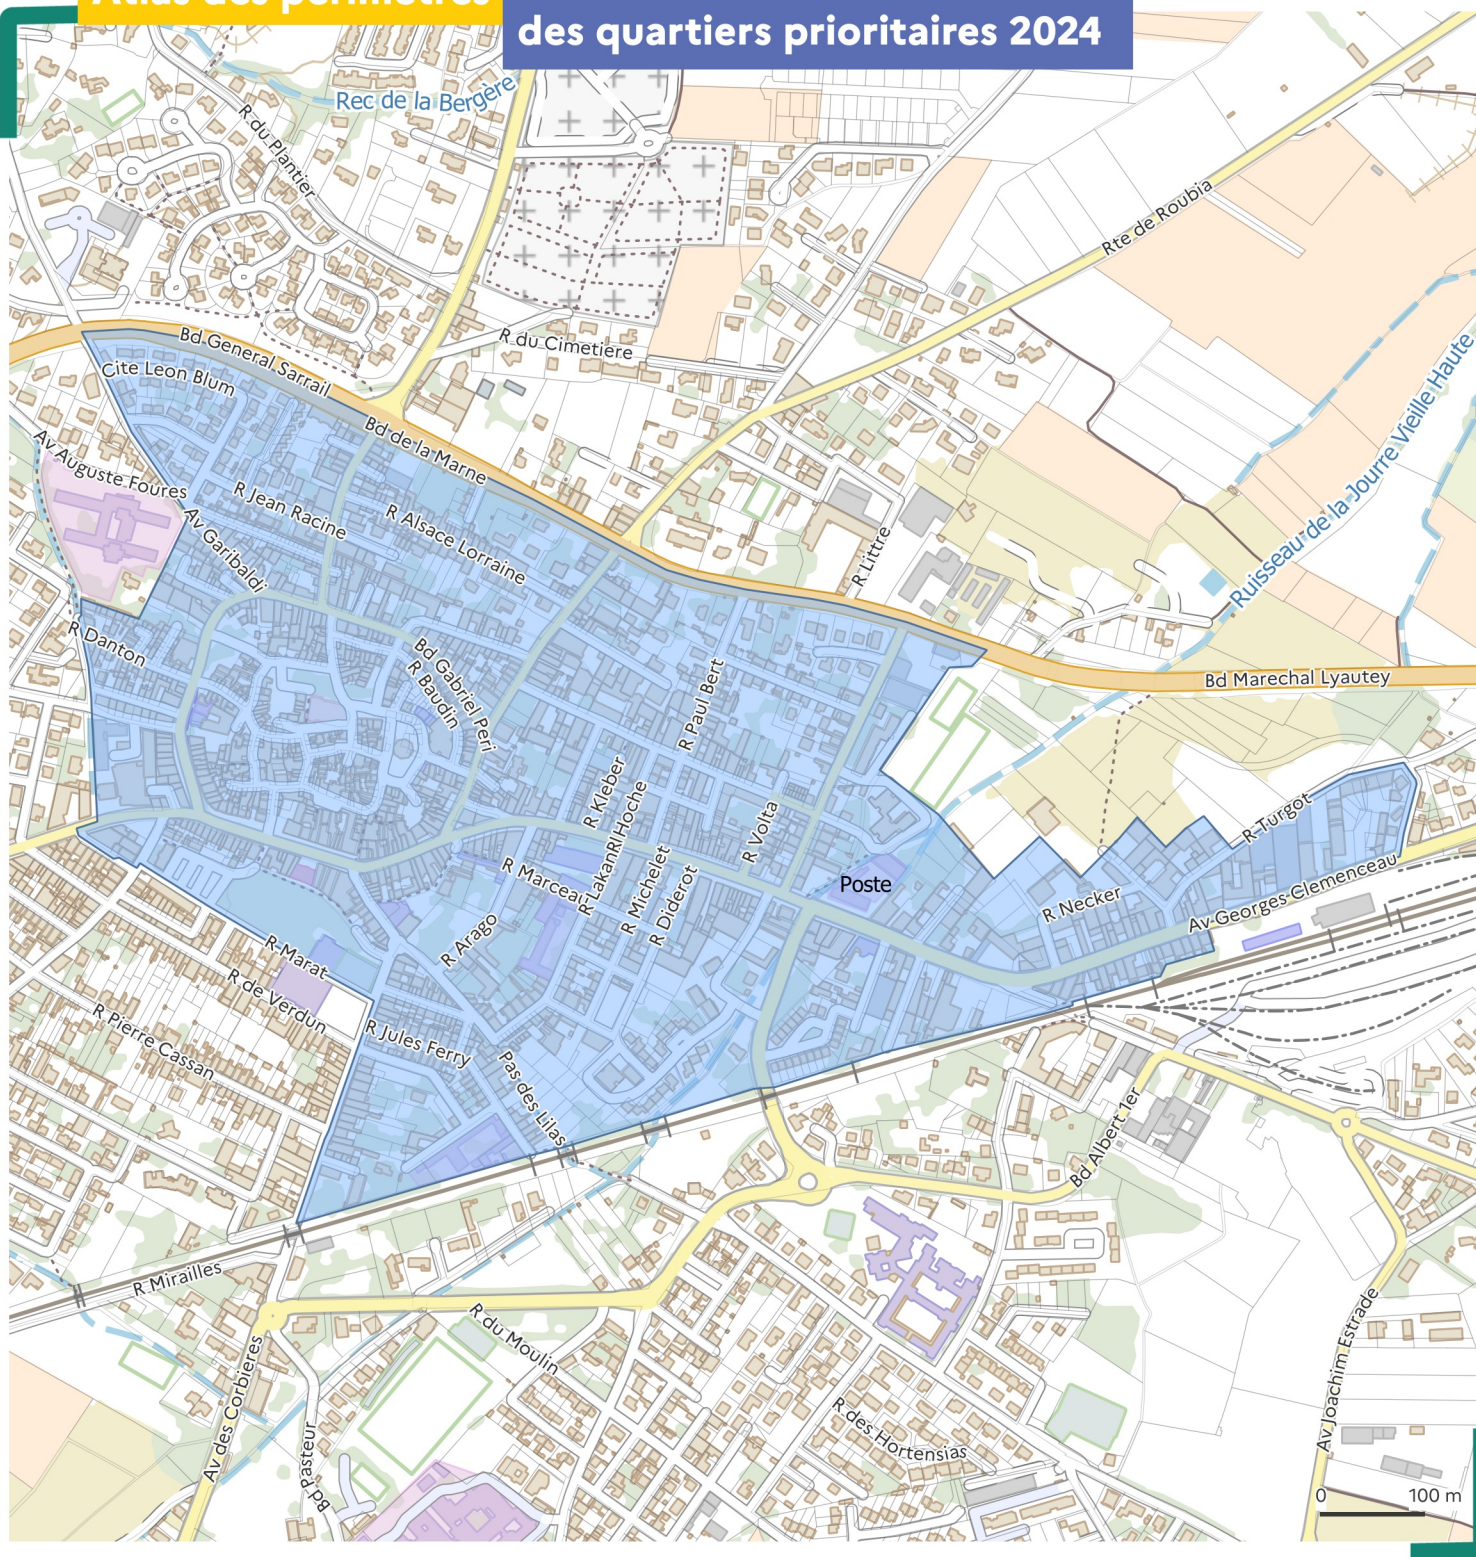 Atlas des périmètres
des quartiers prioritaires 2024
Rec de la Bergère
R du Plantier
Rte de Roubia
R du Cimetiere
Bd General Sarrail
Cite Leon Blum
Bd de la Marne
Ruisseau de la Jourre Vieille Haute
Av Auguste Foures
R Jean Racine
R Alsace Lorraine
Av Garibaldi
R Littre
R Danton
Bd Gabriel Peri
R Baudin
R Paul Bert
Bd Marechal Lyautey
R Kleber
R Hoche
R Volta
R Turgot
R Marceau
R Lakanal
R Michelet
R Diderot
Poste
R Necker
Av Georges Clemenceau
R Arago
R Marat
R de Verdun
R Pierre Cassan
R Jules Ferry
Pas des Lilas
Bd Albert 1er
R Mirailles
R du Moulin
Av des Corbieres
Bd Pasteur
R des Hortensias
Av Joachim Estrade
0 100 m